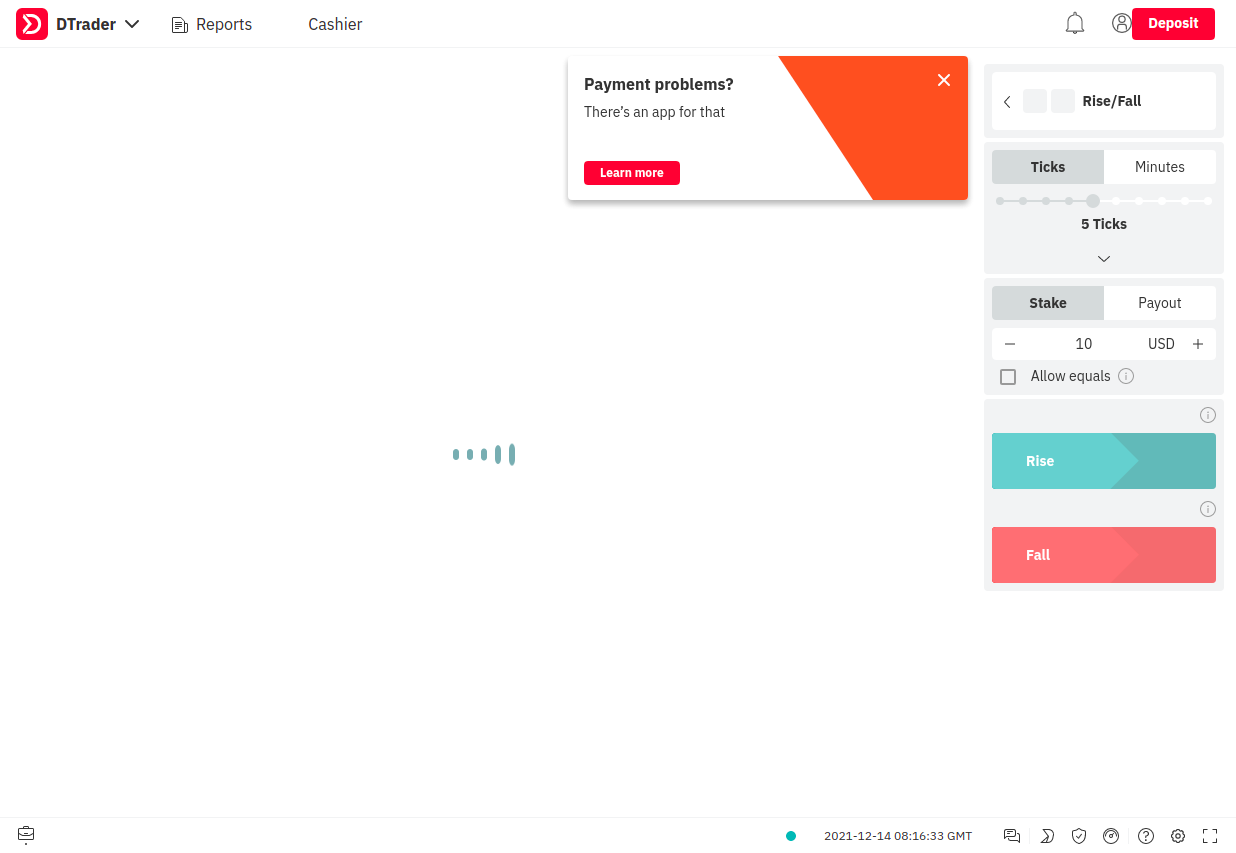 DTrader
Reports
Cashier
Deposit
Payment problems?
There's an app for that
Learn more
Rise/Fall
Ticks
Minutes
5 Ticks
Stake
Payout
10
USD
Allow equals
Rise
Fall
2021-12-14 08:16:33 GMT